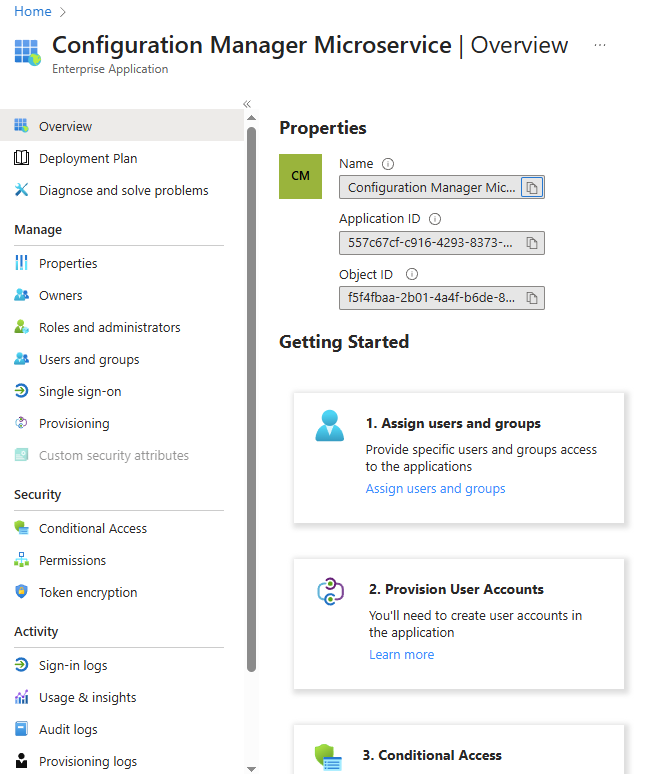 Home
Configuration Manager Microservice | Overview ...
Enterprise Application
Overview
Deployment Plan
Diagnose and solve problems
Manage
Properties
Owners
Roles and administrators
Users and groups
Single sign-on
Provisioning
Custom security attributes
Security
Conditional Access
Permissions
Token encryption
Activity
Sign-in logs
Usage & insights
Audit logs
Provisioning logs
Properties
CM
Name
Configuration Manager Mic...
Application ID
557c67cf-c916-4293-8373-...
Object ID
f5f4fbaa-2b01-4a4f-b6de-8...
Getting Started
1. Assign users and groups
Provide specific users and groups access
to the applications
Assign users and groups
2. Provision User Accounts
You'll need to create user accounts in
the application
Learn more
3. Conditional Access